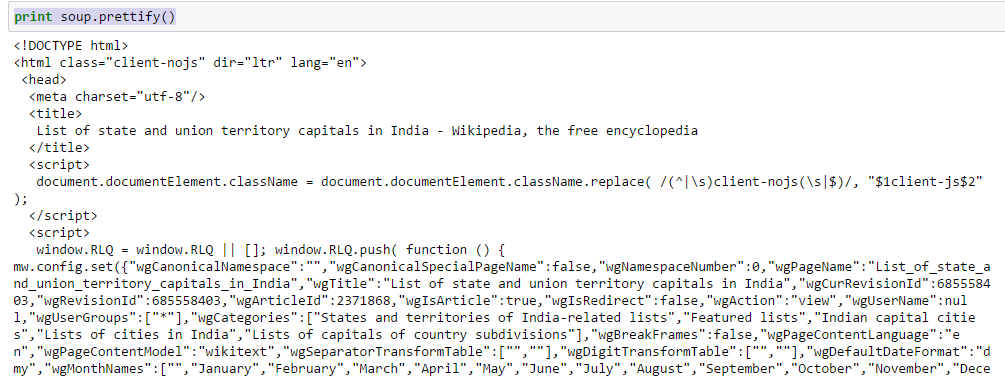 print soup.prettify()
<!DOCTYPE html>
<html class="client-nojs" dir="ltr" lang="en">
<head>
<meta charset="utf-8"/>
<title>
List of state and union territory capitals in India - Wikipedia, the free encyclopedia
</title>
<script>
document.documentElement.className = document.documentElement.className.replace( /(^|\s)client-nojs(\s|$)/, "$1client-js$2"
);
</script>
<script>
window.RLQ = window.RLQ || []; window.RLQ.push( function () {
mw.config.set({"wgCanonicalNamespace":"","wgCanonicalSpecialPageName":false,"wgNamespaceNumber":0,"wgPageName":"List_of_state_a
nd_union_territory_capitals_in_India","wgTitle":"List of state and union territory capitals in India","wgCurRevisionId":6855584
03,"wgRevisionId":685558403,"wgArticleId":2371868,"wgIsArticle":true,"wgIsRedirect":false,"wgAction":"view","wgUserName":nul
l,"wgUserGroups":["*"],"wgCategories":["States and territories of India-related lists","Featured lists","Indian capital citie
s","Lists of cities in India","Lists of capitals of country subdivisions"],"wgBreakFrames":false,"wgPageContentLanguage":"e
n","wgPageContentModel":"wikitext","wgSeparatorTransformTable":["",""],"wgDigitTransformTable":["",""],"wgDefaultDateFormat":"d
my","wgMonthNames":["","January","February","March","April","May","June","July","August","September","October","November","Dece